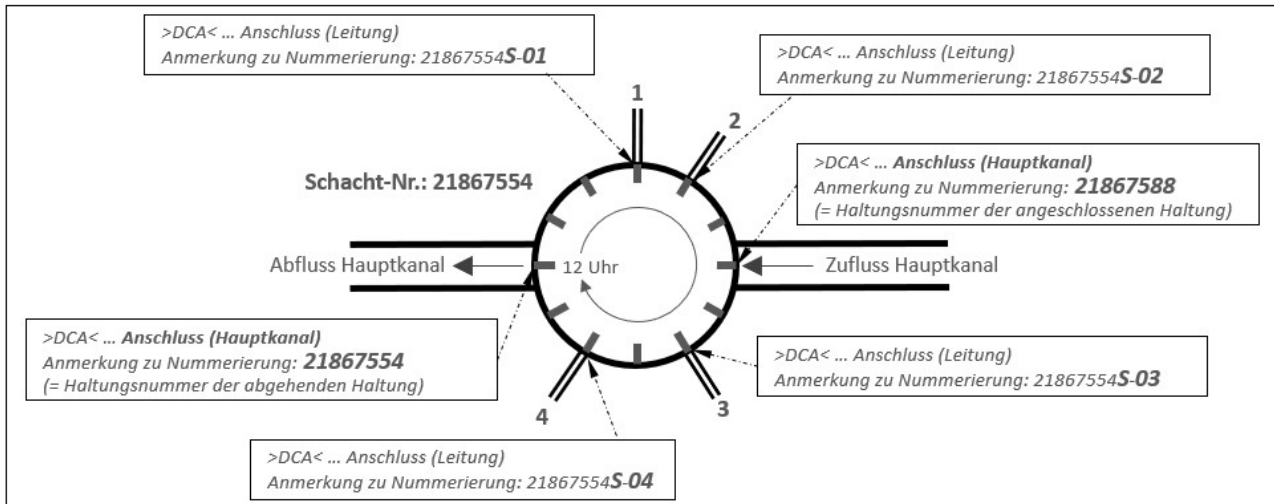 >DCA< ... Anschluss (Leitung)
Anmerkung zu Nummerierung: 21867554S-01
>DCA< ... Anschluss (Leitung)
Anmerkung zu Nummerierung: 21867554S-02
1
2
Schacht-Nr.: 21867554
>DCA< ... Anschluss (Hauptkanal)
Anmerkung zu Nummerierung: 21867588
(= Haltungsnummer der angeschlossenen Haltung)
Abfluss Hauptkanal
12 Uhr
Zufluss Hauptkanal
>DCA< ... Anschluss (Hauptkanal)
Anmerkung zu Nummerierung: 21867554
(= Haltungsnummer der abgehenden Haltung)
>DCA< ... Anschluss (Leitung)
Anmerkung zu Nummerierung: 21867554S-03
4
3
>DCA< ... Anschluss (Leitung)
Anmerkung zu Nummerierung: 21867554S-04